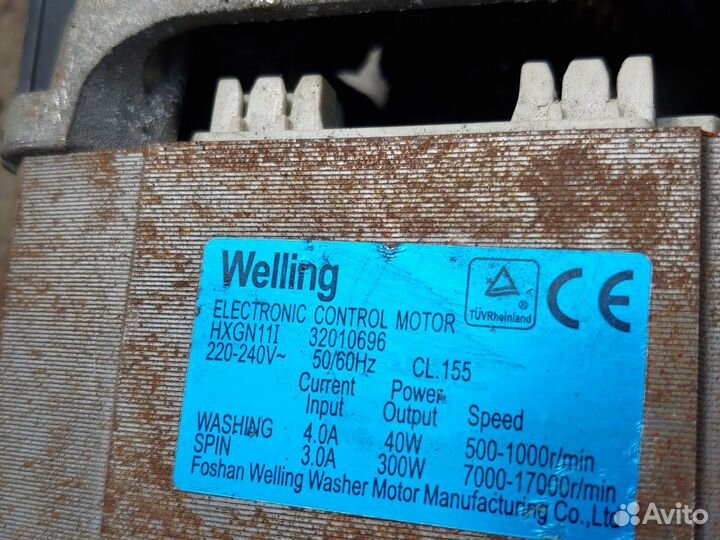 Welling
TÜVRheinland
CE
ELECTRONIC CONTROL MOTOR
HXGN11I 32010696
220-240V~ 50/60Hz CL.155
Current Power
Input Output Speed
WASHING 4.0A 40W 500-1000r/min
SPIN 3.0A 300W 7000-17000r/min
Foshan Welling Washer Motor Manufacturing Co.,Ltd
Avito